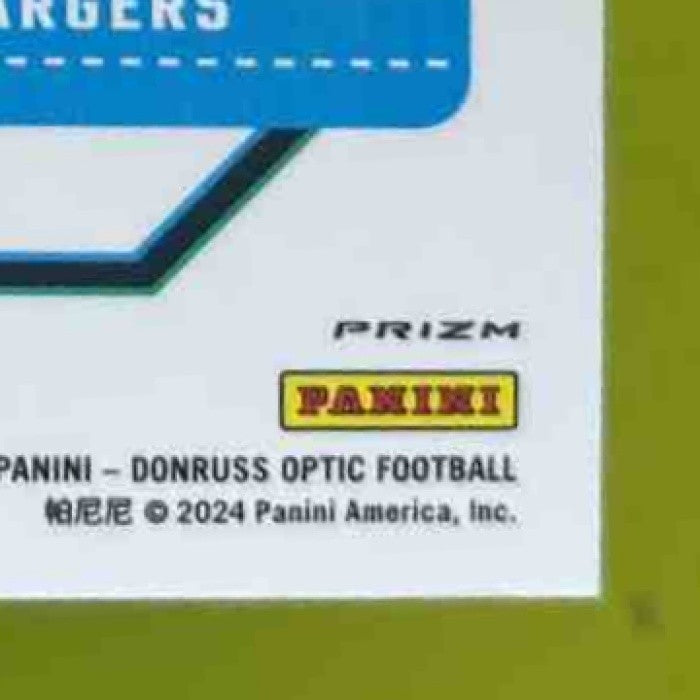 ARGERS
PRIZM
PANINI
PANINI – DONRUSS OPTIC FOOTBALL
帕尼尼 © 2024 Panini America, Inc.